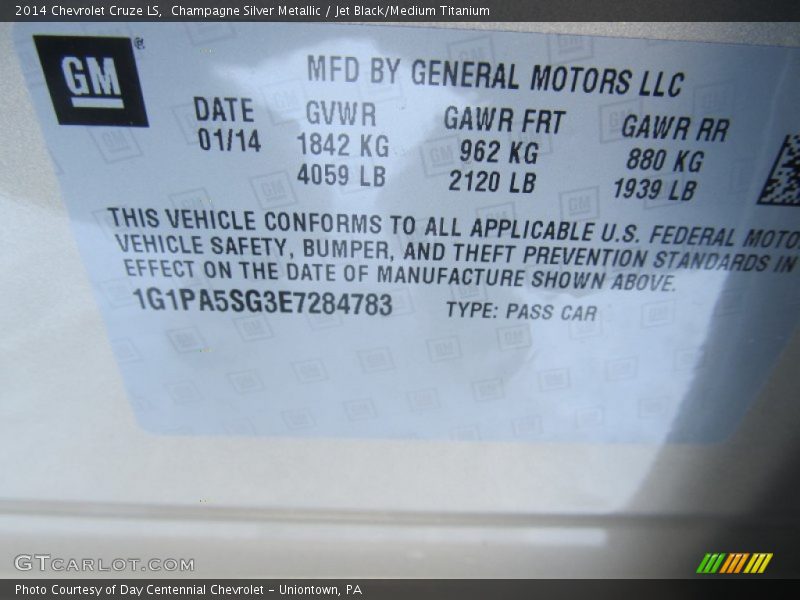 2014 Chevrolet Cruze LS, Champagne Silver Metallic / Jet Black/Medium Titanium
GM ®
MFD BY GENERAL MOTORS LLC
DATE GVWR GAWR FRT GAWR RR
01/14 1842 KG 962 KG 880 KG
4059 LB 2120 LB 1939 LB
THIS VEHICLE CONFORMS TO ALL APPLICABLE U.S. FEDERAL MOTO
VEHICLE SAFETY, BUMPER, AND THEFT PREVENTION STANDARDS IN
EFFECT ON THE DATE OF MANUFACTURE SHOWN ABOVE.
1G1PA5SG3E7284783 TYPE: PASS CAR
GTCARLOT.COM
Photo Courtesy of Day Centennial Chevrolet - Uniontown, PA